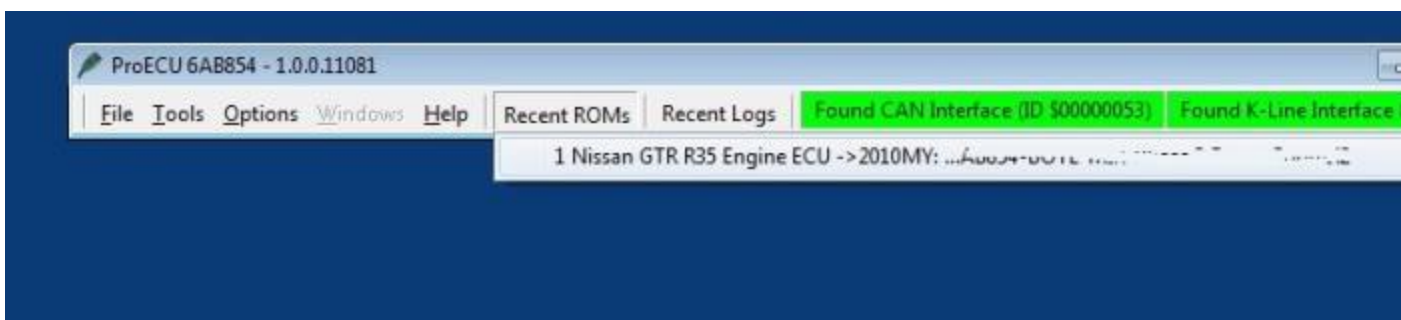 ProECU 6AB854 - 1.0.0.11081
File Tools Options Windows Help Recent ROMs Recent Logs Found CAN Interface (ID $00000053) Found K-Line Interface
1 Nissan GTR R35 Engine ECU ->2010MY: